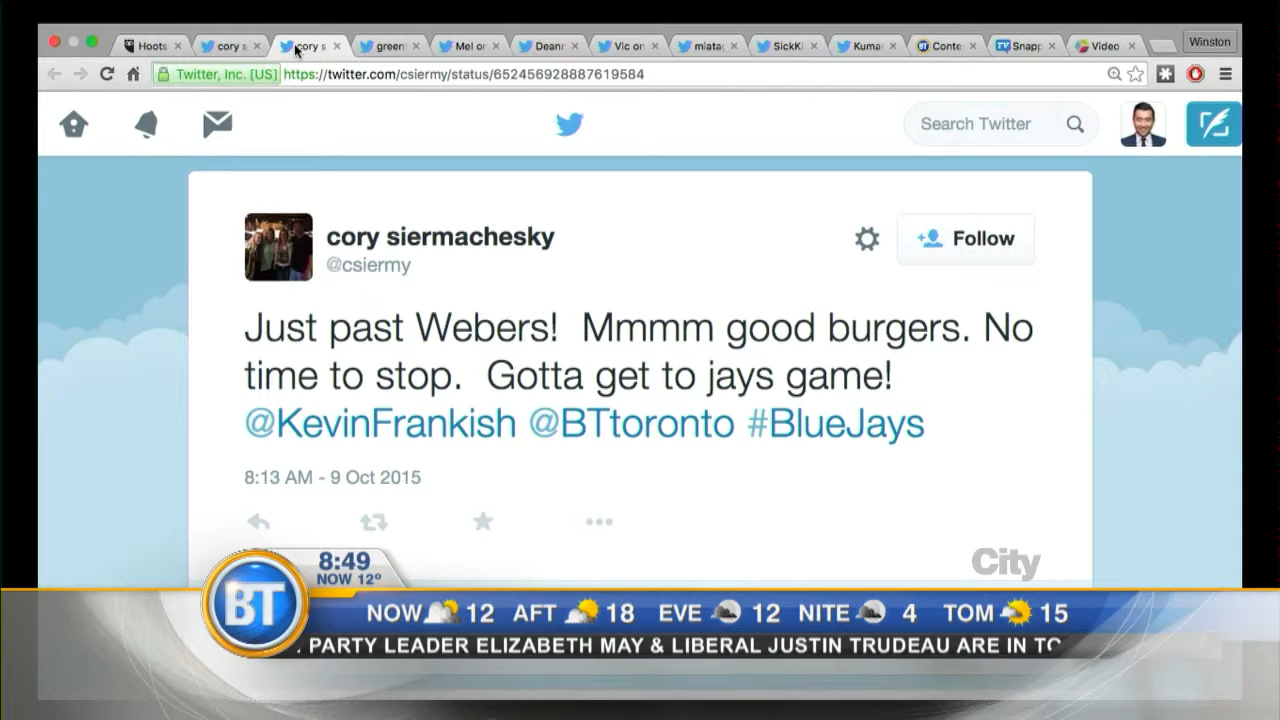 Hoots
cory s
cory s
green
Mel or
Deann
Vic or
miata
SickKi
Kuma
Conte
Snapp
Video
Winston
Twitter, Inc. [US] https://twitter.com/csiermy/status/652456928887619584
Search Twitter
cory siermachesky
@csiermy
Follow
Just past Webers! Mmmm good burgers. No
time to stop. Gotta get to jays game!
@KevinFrankish @BTtoronto #BlueJays
8:13 AM - 9 Oct 2015
City
8:49
NOW 12º
BT
NOW 12 AFT 18 EVE 12 NITE 4 TOM 15
. PARTY LEADER ELIZABETH MAY & LIBERAL JUSTIN TRUDEAU ARE IN TO